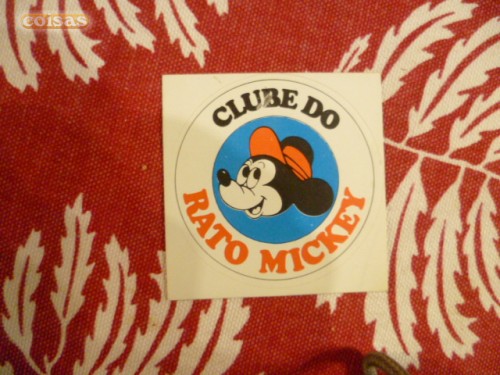 coisas
CLUBE DO
RATO MICKEY